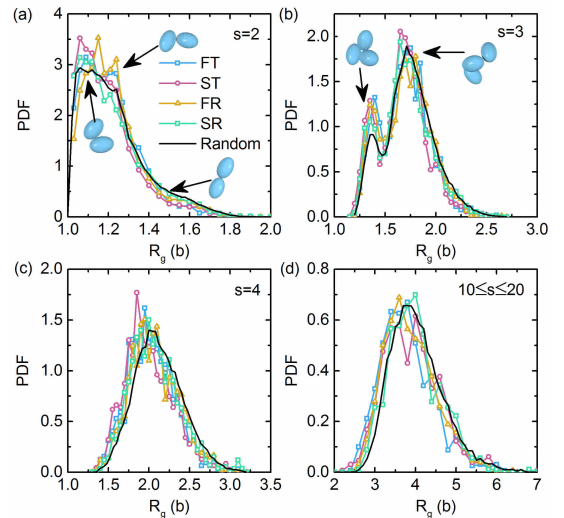 (a) s=2
FT
ST
FR
SR
Random
PDF
0 1 2 3 4 5
1.0 1.2 1.4 1.6 1.8 2.0
R_g (b)
(b) s=3
PDF
0.0 0.5 1.0 1.5 2.0
1.0 1.5 2.0 2.5 3.0
R_g (b)
(c) s=4
PDF
0.0 0.5 1.0 1.5 2.0
1.0 1.5 2.0 2.5 3.0 3.5
R_g (b)
(d) 10≤s≤20
PDF
0.0 0.2 0.4 0.6 0.8
2 3 4 5 6 7
R_g (b)